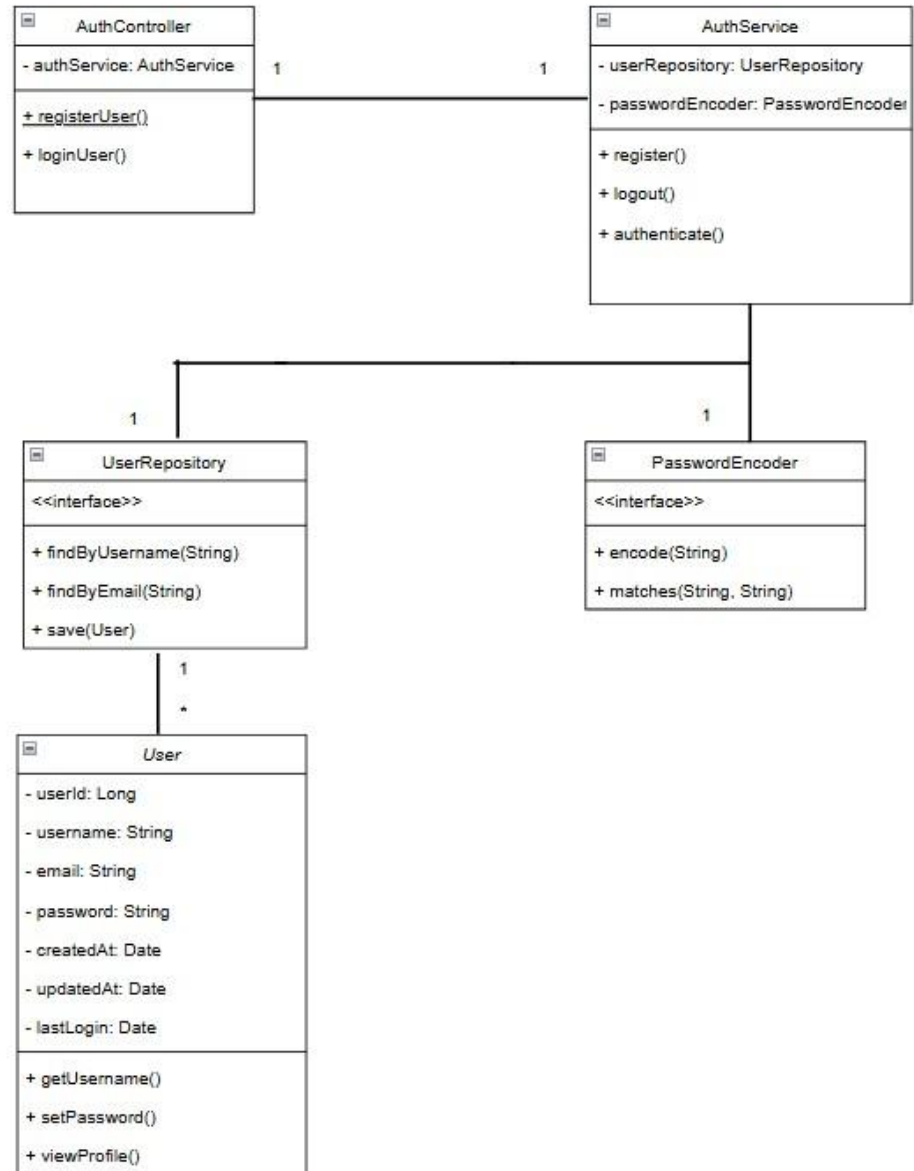 AuthController
- authService: AuthService
+ registerUser()
+ loginUser()
1
1
AuthService
- userRepository: UserRepository
- passwordEncoder: PasswordEncoder
+ register()
+ logout()
+ authenticate()
1
1
UserRepository
<<interface>>
+ findByUsername(String)
+ findByEmail(String)
+ save(User)
PasswordEncoder
<<interface>>
+ encode(String)
+ matches(String, String)
1
*
User
- userId: Long
- username: String
- email: String
- password: String
- createdAt: Date
- updatedAt: Date
- lastLogin: Date
+ getUsername()
+ setPassword()
+ viewProfile()